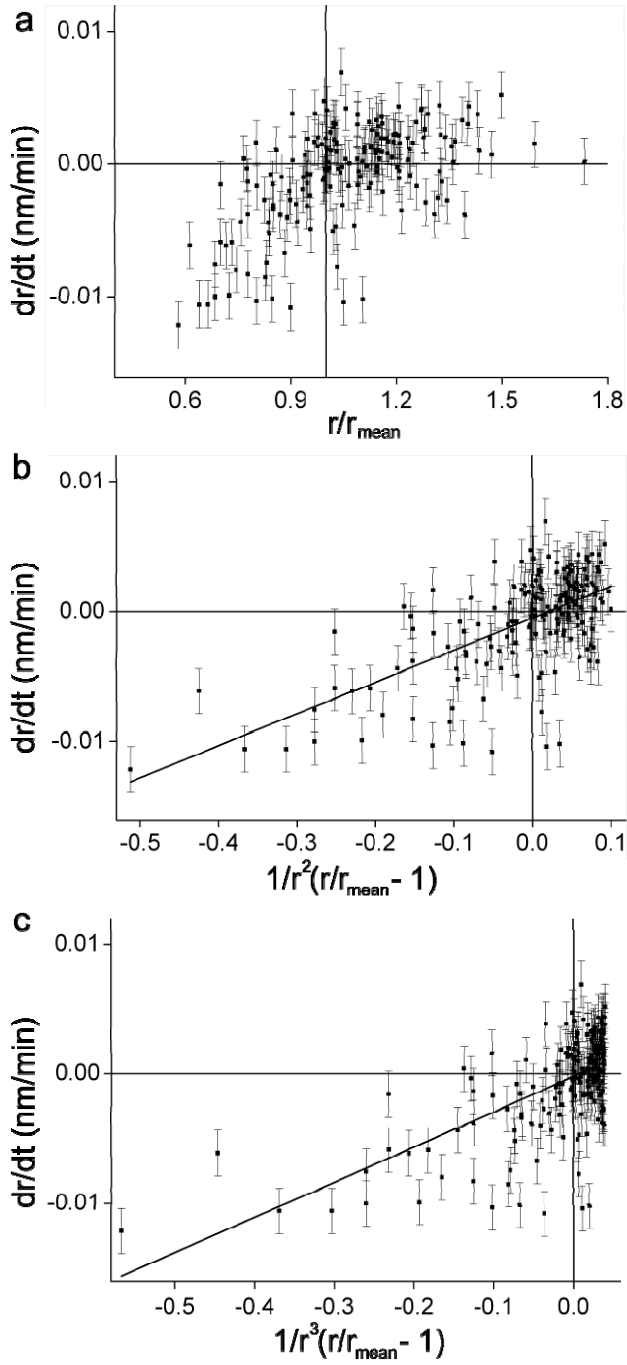 a
0.01
0.00
-0.01
dr/dt (nm/min)
0.6 0.9 1.2 1.5 1.8
r/r_mean
b
0.01
0.00
-0.01
dr/dt (nm/min)
-0.5 -0.4 -0.3 -0.2 -0.1 0.0 0.1
1/r²(r/r_mean - 1)
c
0.01
0.00
-0.01
dr/dt (nm/min)
-0.5 -0.4 -0.3 -0.2 -0.1 0.0
1/r³(r/r_mean - 1)